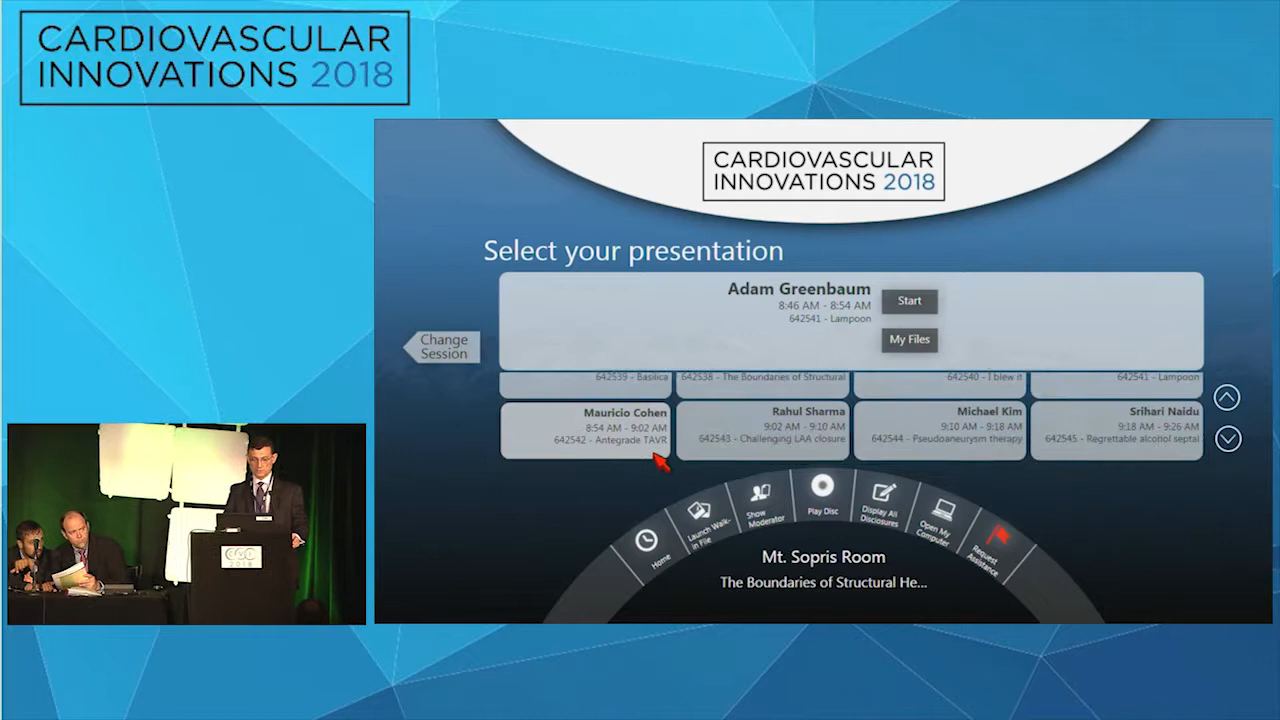 CARDIOVASCULAR
INNOVATIONS 2018
CARDIOVASCULAR
INNOVATIONS 2018
Select your presentation
Adam Greenbaum
8:46 AM - 8:54 AM
642541 - Lampoon
Start
My Files
Change
Session
642539 - Basilica
642538 - The Boundaries of Structural
642540 - I blew it
642541 - Lampoon
Mauricio Cohen
8:54 AM - 9:02 AM
642542 - Antegrade TAVR
Rahul Sharma
9:02 AM - 9:10 AM
642543 - Challenging LAA closure
Michael Kim
9:10 AM - 9:18 AM
642544 - Pseudoaneurysm therapy
Srihari Naidu
9:18 AM - 9:26 AM
642545 - Regrettable alcohol septal
Home
Launch Walk-
in File
Show
Moderator
Play Disc
Display All
Disclosures
Open My
Computer
Request
Assistance
Mt. Sopris Room
The Boundaries of Structural He...
2018